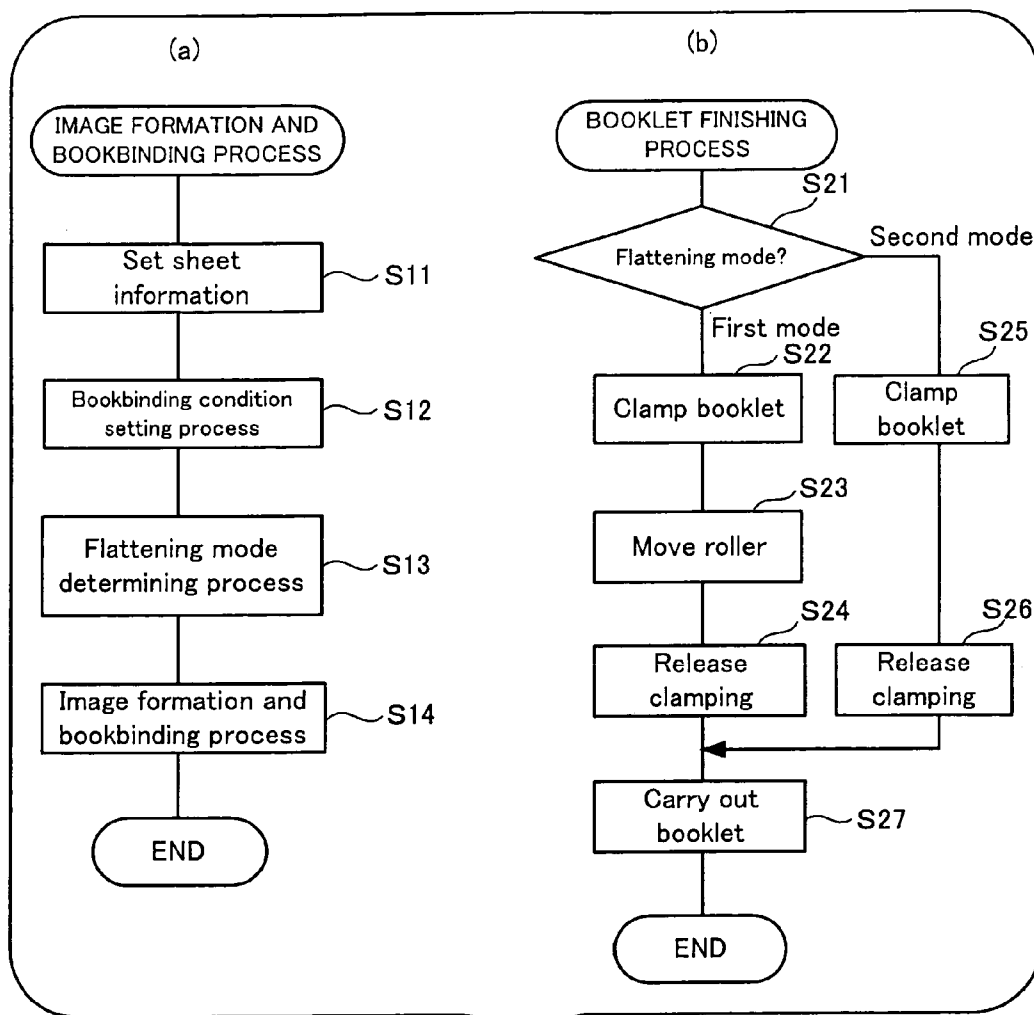 (a)
IMAGE FORMATION AND
BOOKBINDING PROCESS
Set sheet
information
S11
Bookbinding condition
setting process
S12
Flattening mode
determining process
S13
Image formation and
bookbinding process
S14
END
(b)
BOOKLET FINISHING
PROCESS
S21
Flattening mode?
Second mode
First mode
S22
Clamp booklet
S25
Clamp
booklet
S23
Move roller
S24
Release
clamping
S26
Release
clamping
Carry out
booklet
S27
END